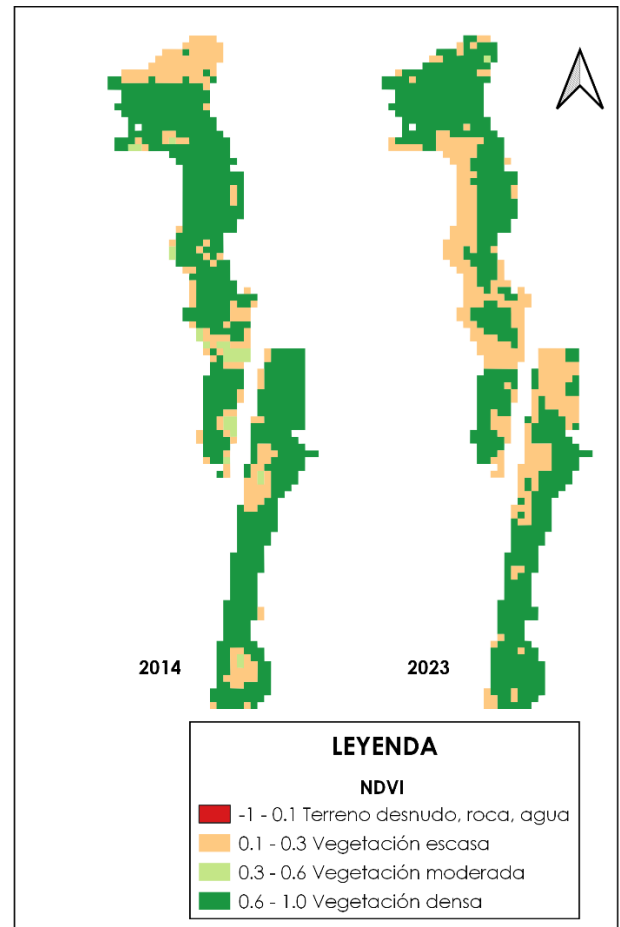 2014
2023
LEYENDA
NDVI
-1 - 0.1 Terreno desnudo, roca, agua
0.1 - 0.3 Vegetación escasa
0.3 - 0.6 Vegetación moderada
0.6 - 1.0 Vegetación densa